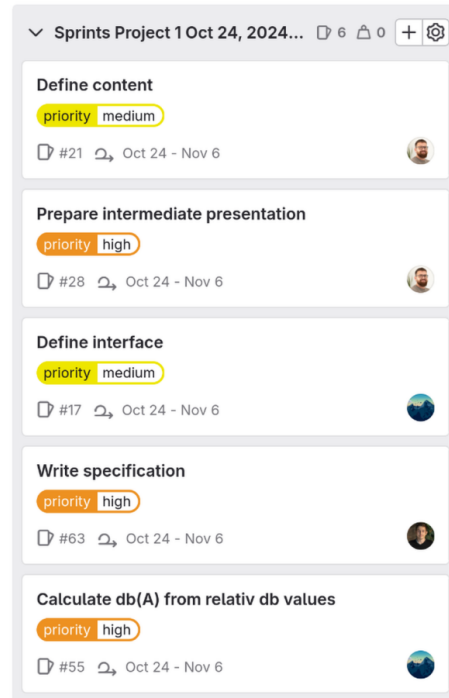 Sprints Project 1 Oct 24, 2024... 6 0
Define content
priority medium
#21 Oct 24 - Nov 6
Prepare intermediate presentation
priority high
#28 Oct 24 - Nov 6
Define interface
priority medium
#17 Oct 24 - Nov 6
Write specification
priority high
#63 Oct 24 - Nov 6
Calculate db(A) from relativ db values
priority high
#55 Oct 24 - Nov 6